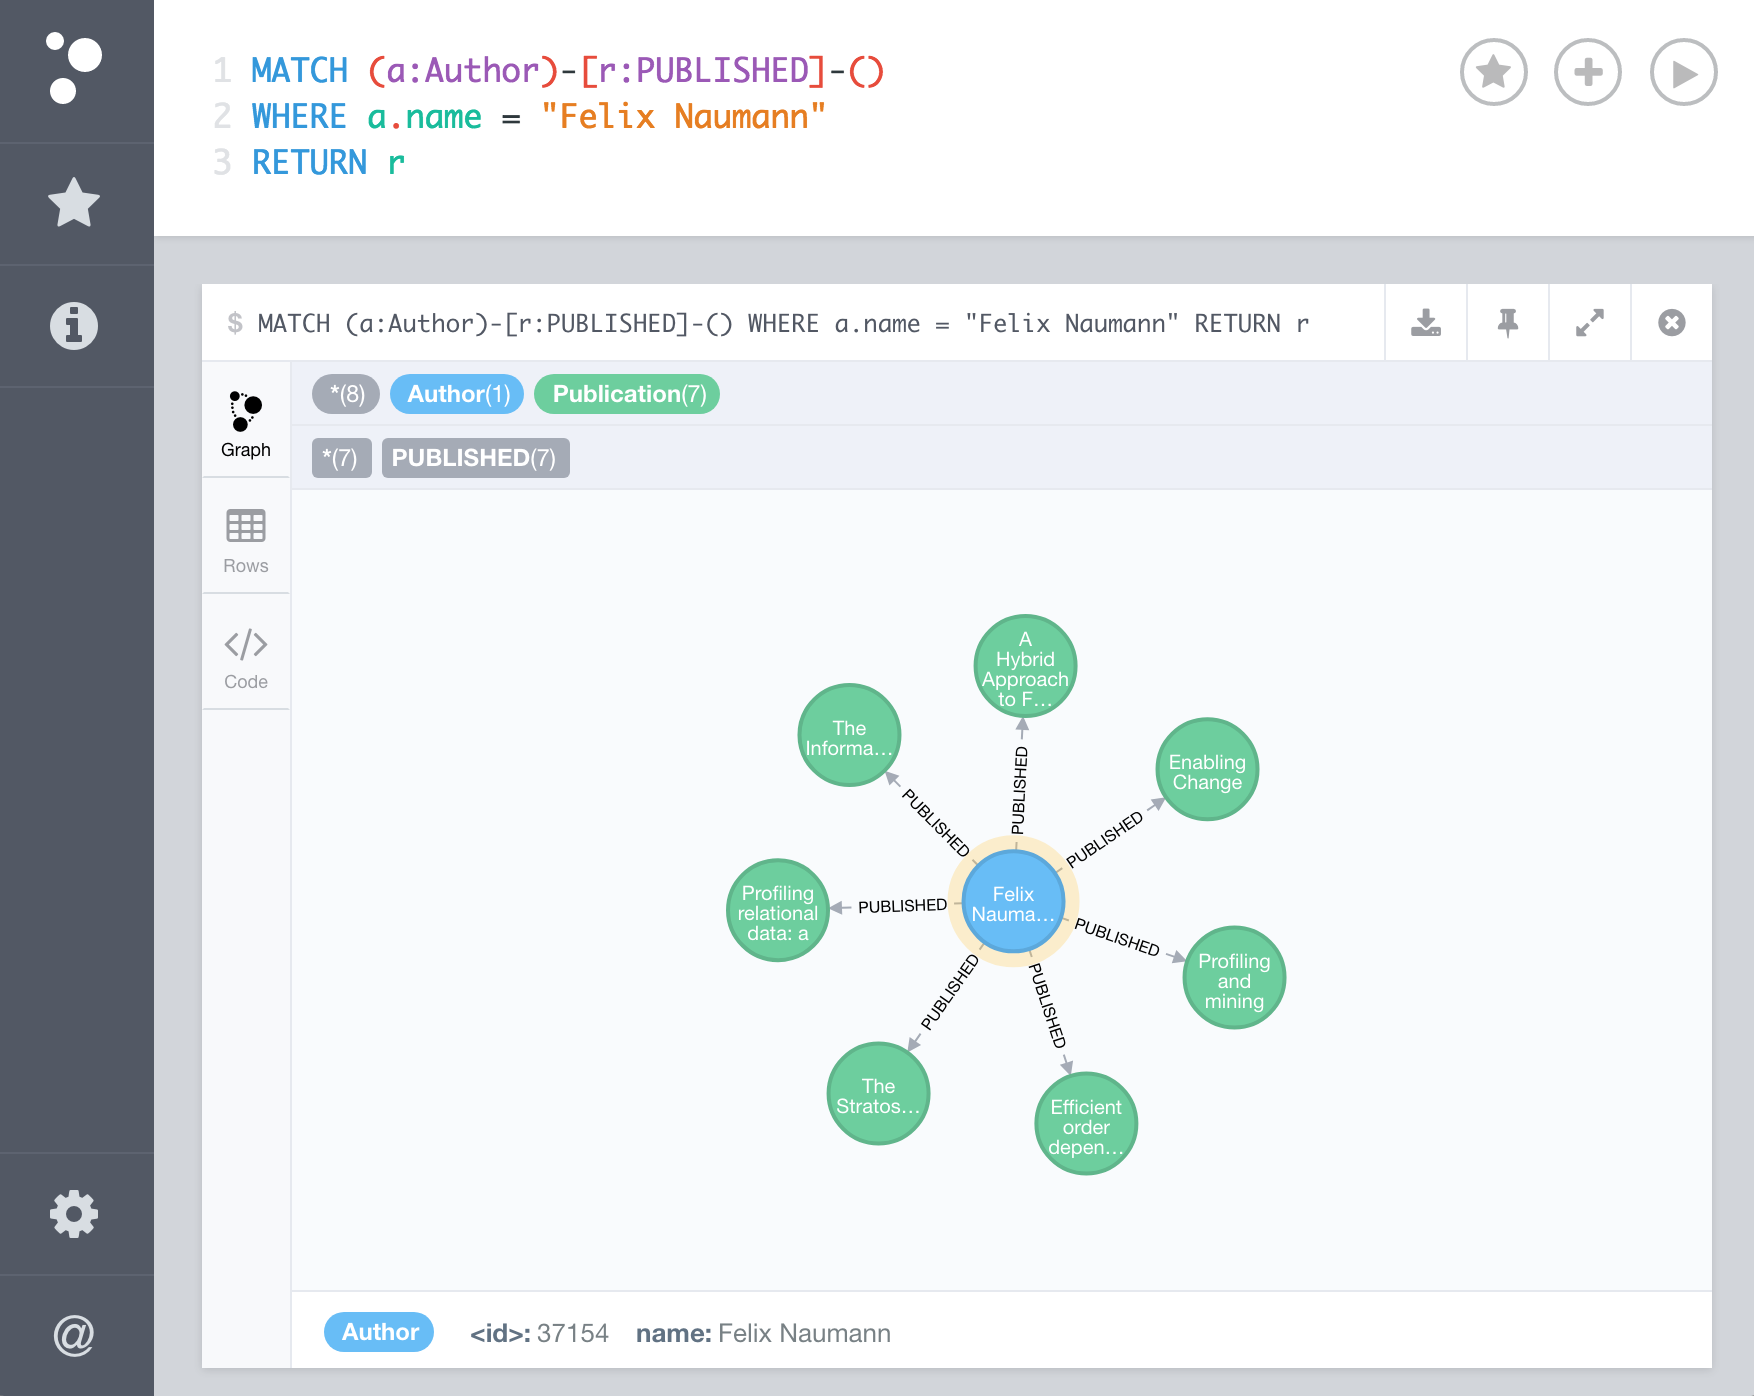 1 MATCH (a:Author)-[r:PUBLISHED]-()
2 WHERE a.name = "Felix Naumann"
3 RETURN r
$ MATCH (a:Author)-[r:PUBLISHED]-() WHERE a.name = "Felix Naumann" RETURN r
*(8) Author(1) Publication(7)
*(7) PUBLISHED(7)
Graph
Rows
Code
A
Hybrid
Approach
to F...
The
Informa...
Enabling
Change
PUBLISHED
PUBLISHED
PUBLISHED
Profiling
relational
data: a
PUBLISHED
Felix
Nauma...
PUBLISHED
Profiling
and
mining
PUBLISHED
PUBLISHED
The
Stratos...
Efficient
order
depen...
@
Author <id>: 37154 name: Felix Naumann